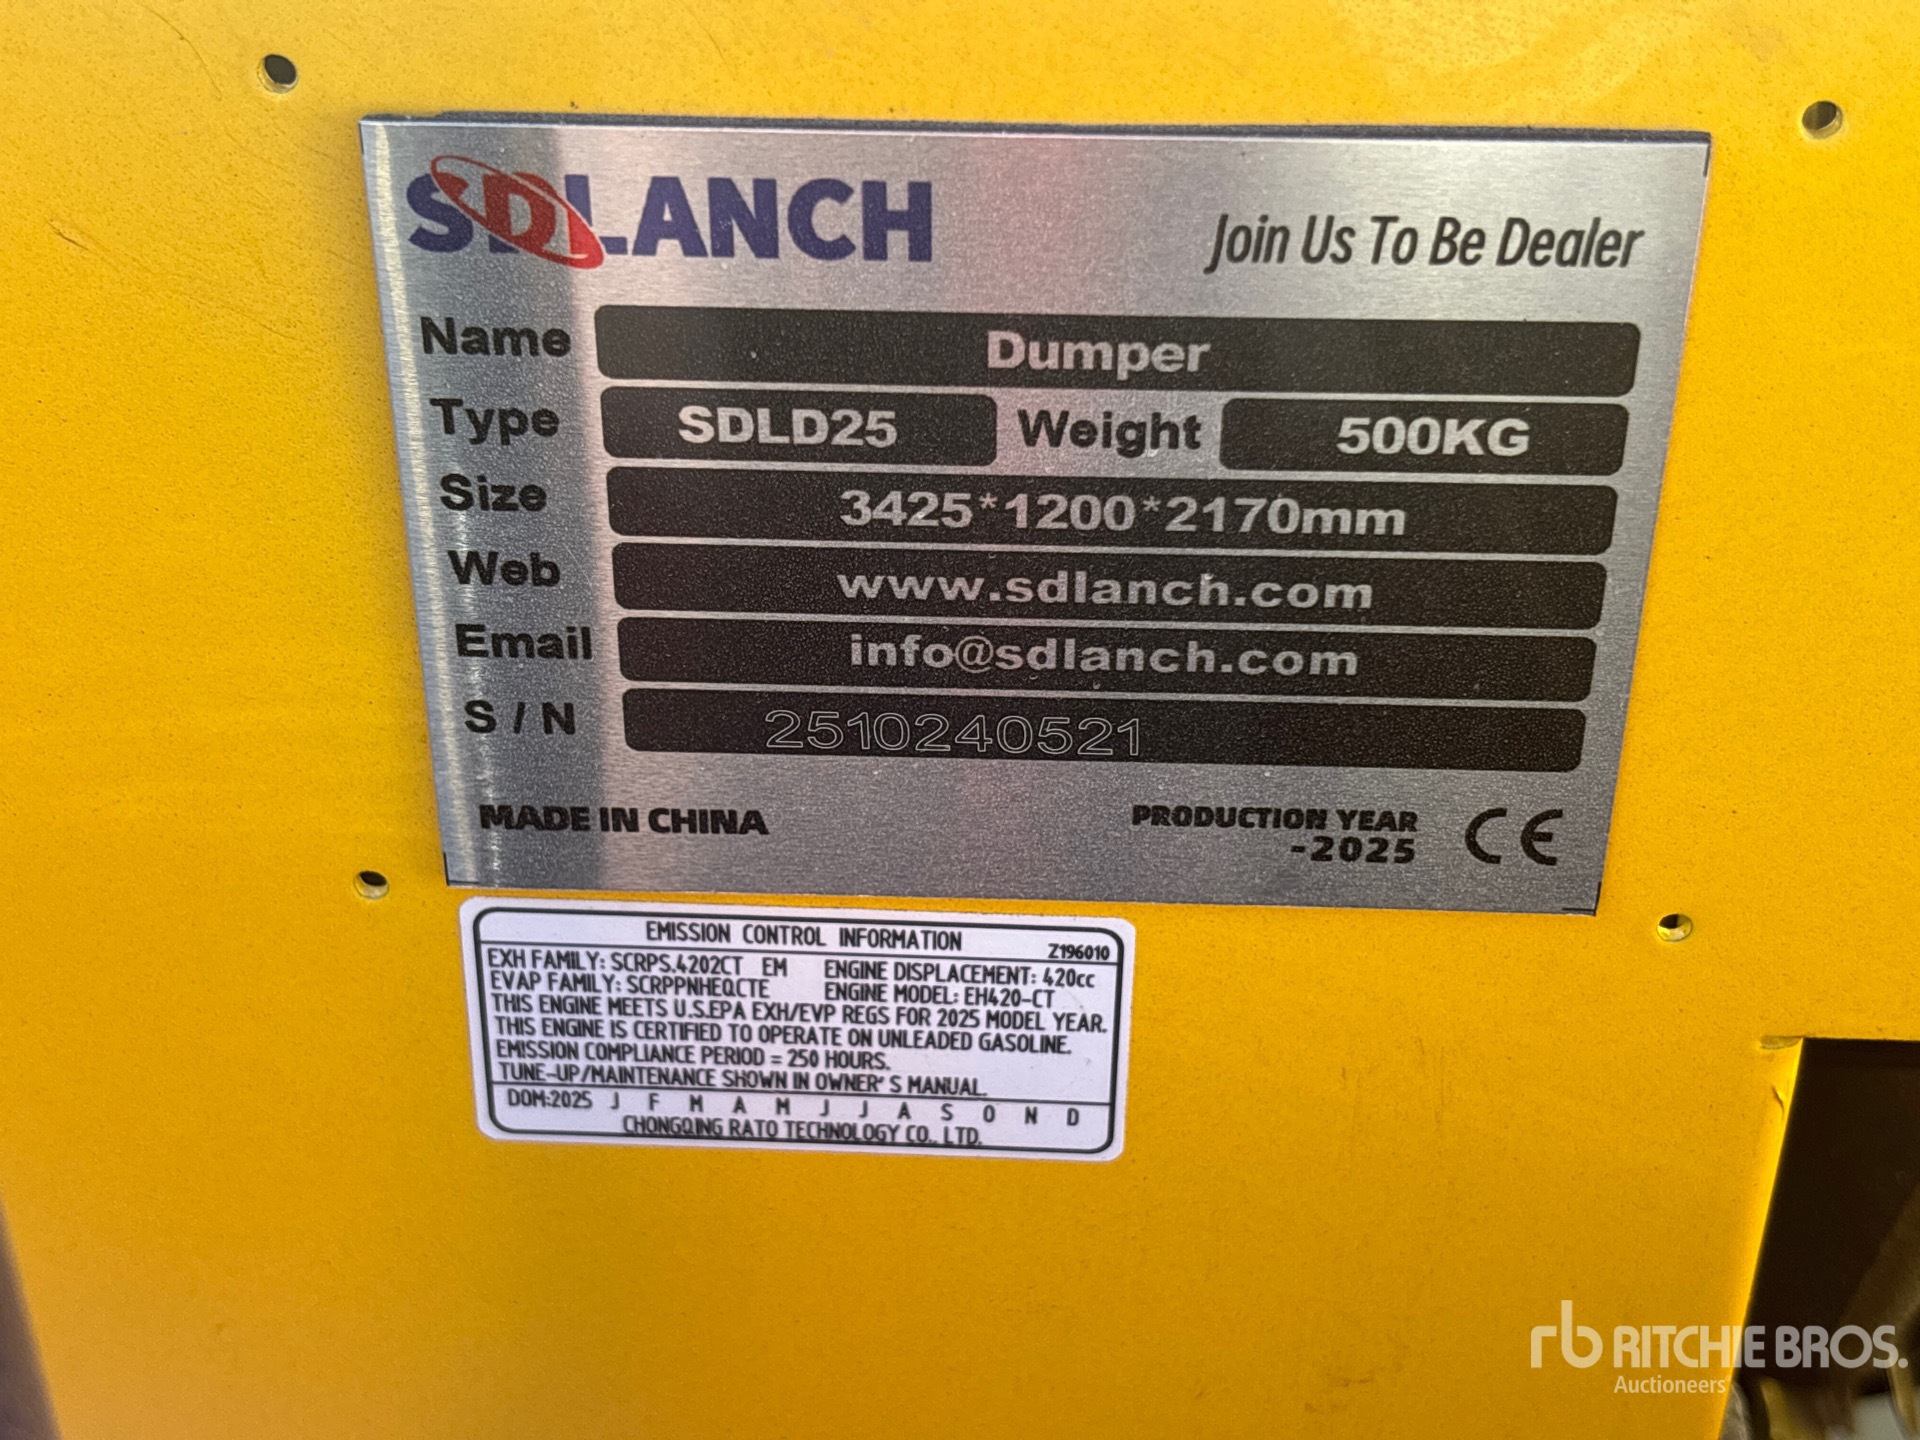 SDLANCH
Join Us To Be Dealer
Name Dumper
Type SDLD25 Weight 500KG
Size 3425*1200*2170mm
Web www.sdlanch.com
Email info@sdlanch.com
S / N 2510240521
MADE IN CHINA
PRODUCTION YEAR
-2025
CE
EMISSION CONTROL INFORMATION
Z196010
EXH FAMILY: SCRPS.4202CT EM ENGINE DISPLACEMENT: 420cc
EVAP FAMILY: SCRPPNHEQCTE ENGINE MODEL: EH420-CT
THIS ENGINE MEETS U.S.EPA EXH/EVP REGS FOR 2025 MODEL YEAR.
THIS ENGINE IS CERTIFIED TO OPERATE ON UNLEADED GASOLINE.
EMISSION COMPLIANCE PERIOD = 250 HOURS.
TUNE-UP/MAINTENANCE SHOWN IN OWNER'S MANUAL.
DOM:2025 J F M A M J J A S O N D
CHONGQING RATO TECHNOLOGY CO., LTD.
rb RITCHIE BROS.
Auctioneers